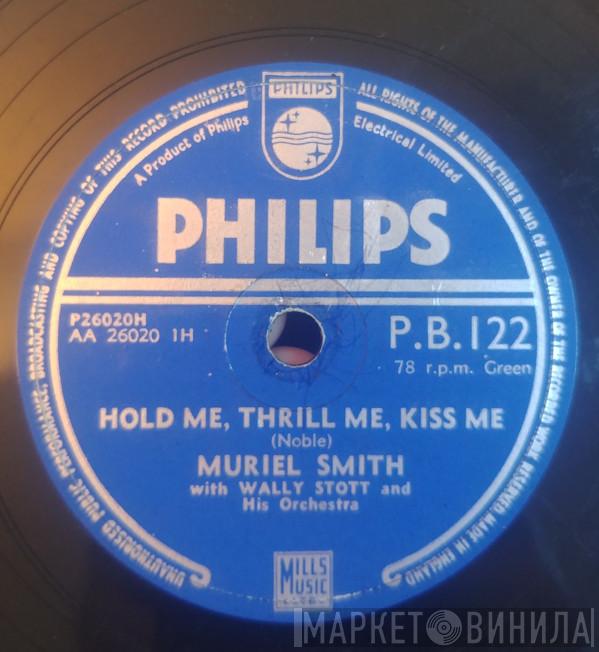 UNAUTHORISED PUBLIC PERFORMANCE, BROADCASTING AND COPYING OF THIS RECORD PROHIBITED
ALL RIGHTS OF THE MANUFACTURER AND OF THE OWNER OF THE RECORDED WORK RESERVED. MADE IN ENGLAND
PHILIPS
A Product of Philips Electrical Limited
PHILIPS
P26020H
AA 26020 1H
P.B.122
78 r.p.m. Green
HOLD ME, THRILL ME, KISS ME
(Noble)
MURIEL SMITH
with WALLY STOTT and
His Orchestra
MILLS
MUSIC
МАРКЕТ ВИНИЛА